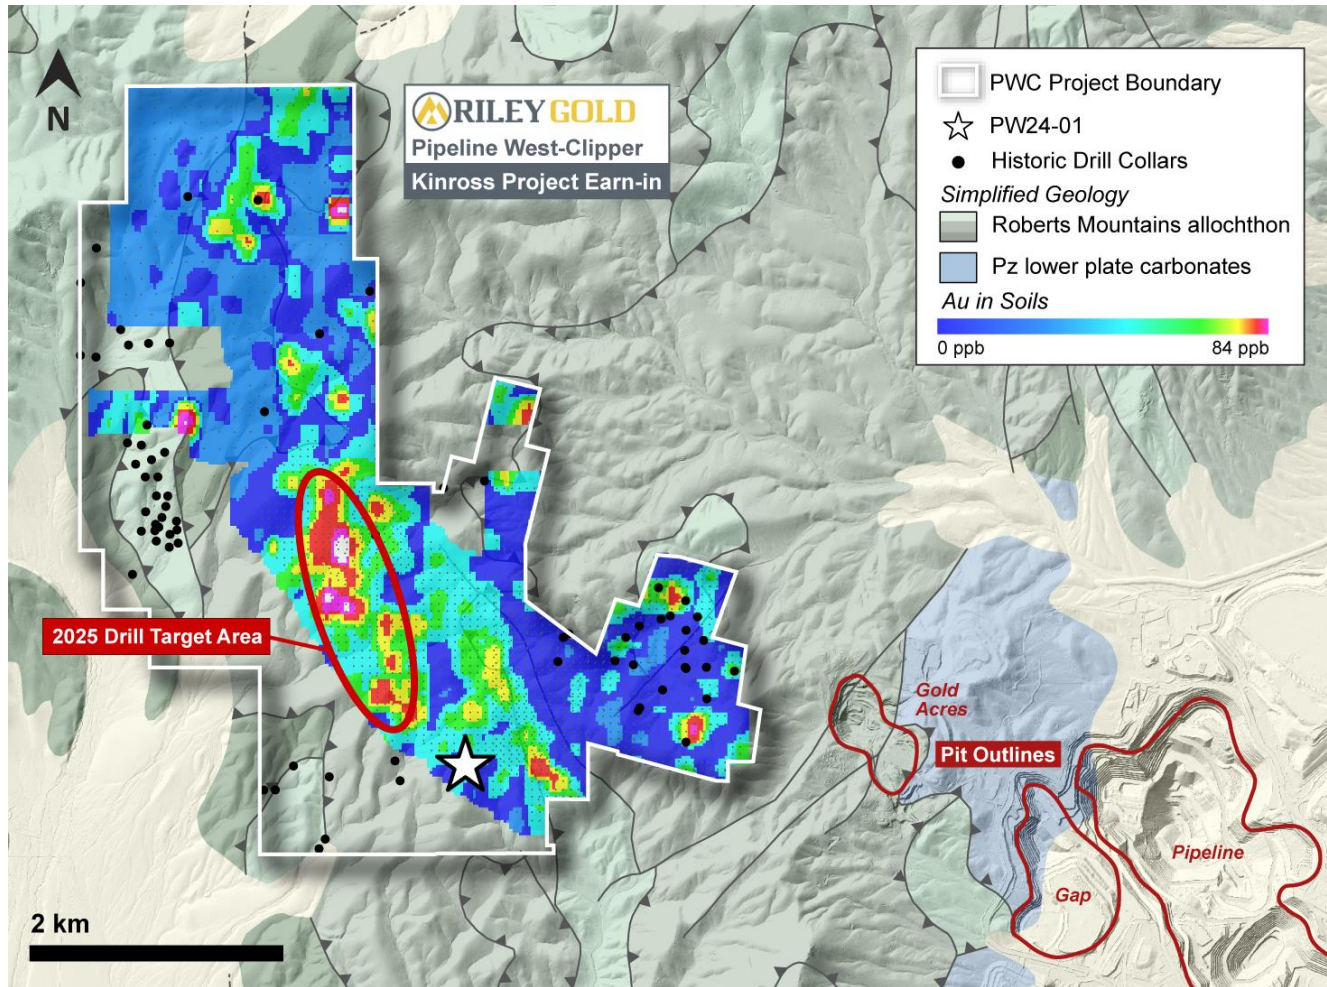 N
RILEY GOLD
Pipeline West-Clipper
Kinross Project Earn-in
PWC Project Boundary
PW24-01
Historic Drill Collars
Simplified Geology
Roberts Mountains allochthon
Pz lower plate carbonates
Au in Soils
0 ppb 84 ppb
2025 Drill Target Area
Gold
Acres
Pit Outlines
Pipeline
Gap
2 km